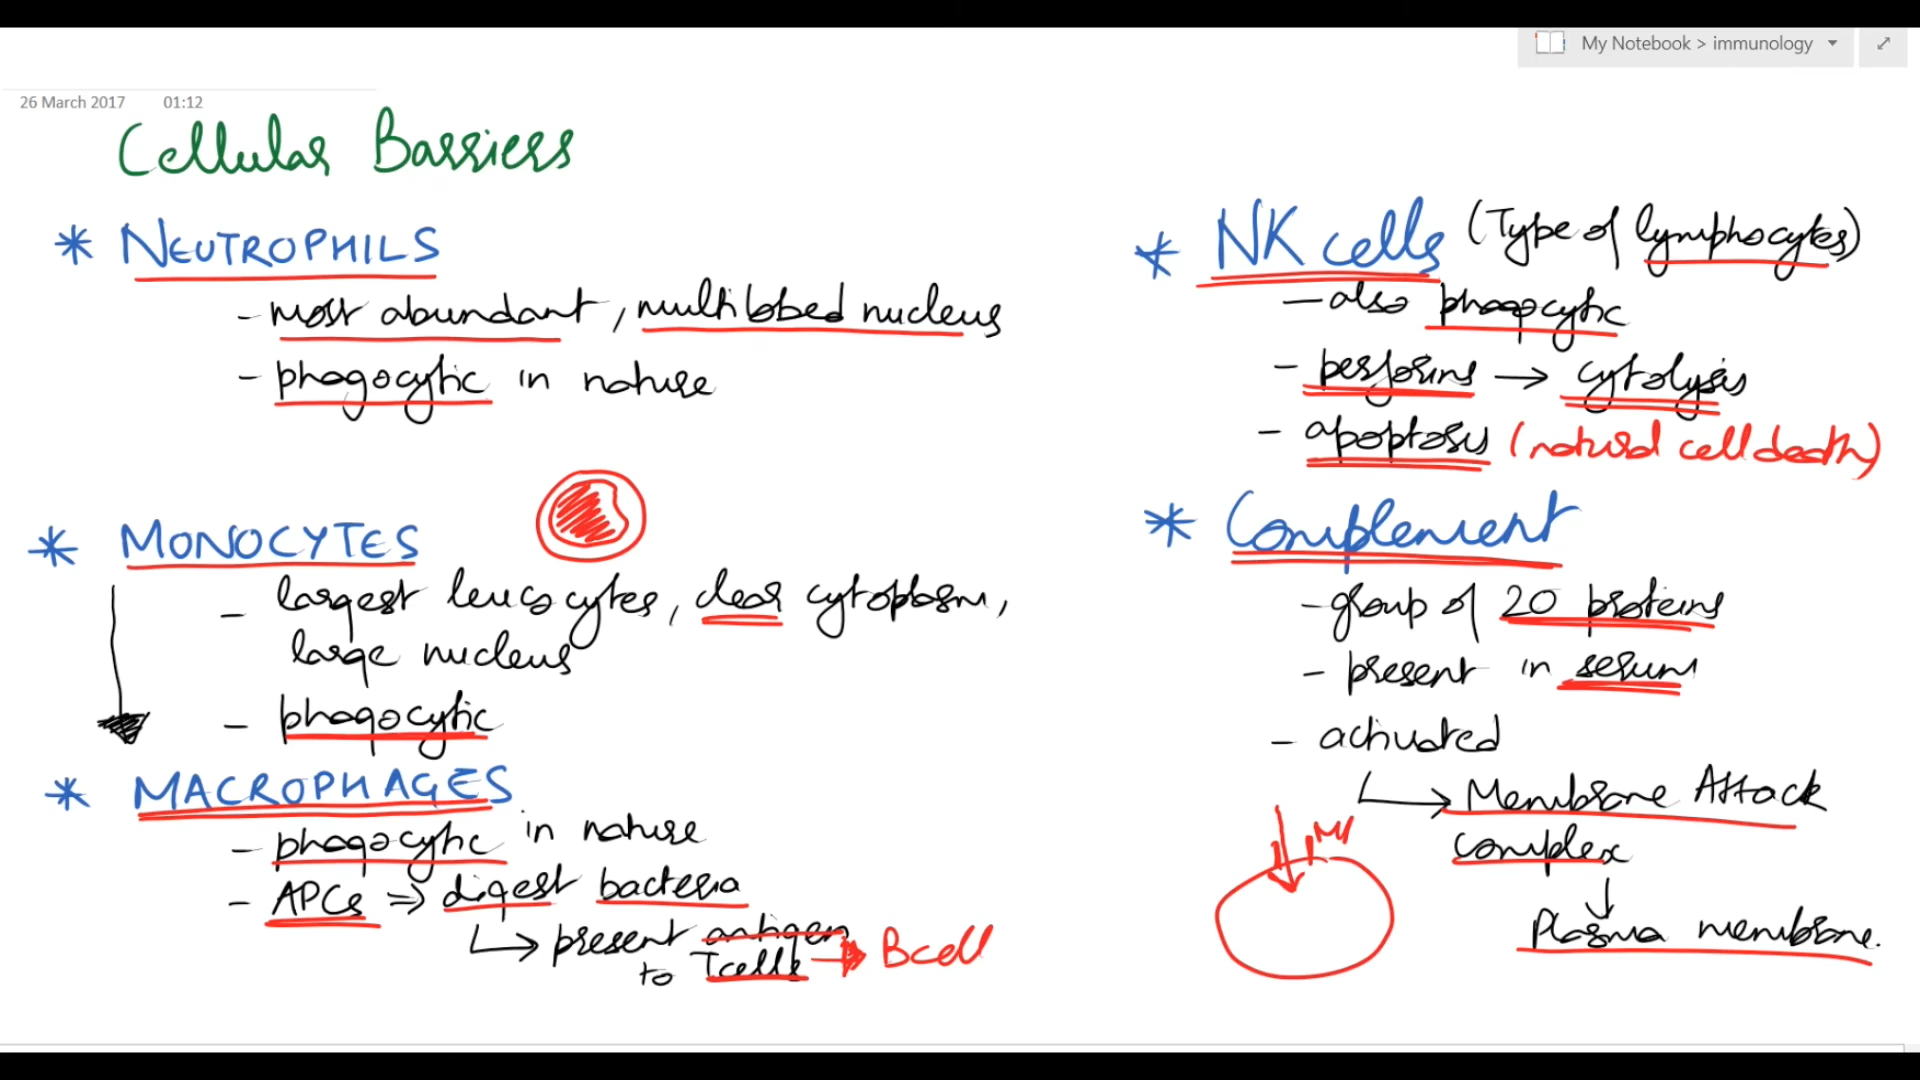 My Notebook > immunology
26 March 2017 01:12
Cellular Barriers
* NEUTROPHILS
- most abundant, multilobed nucleus
- phagocytic in nature
* MONOCYTES
- largest leucocytes, clear cytoplasm,
large nucleus
- phagocytic
* MACROPHAGES
- phagocytic in nature
- APCs ⇒ digest bacteria
↳ present antigen
to T cells → B cell
* NK cells (Type of lymphocytes)
- also phagocytic
- perforins → cytolysis
- apoptosis (natural cell death)
* Complement
- group of 20 proteins
- present in serum
- activated
↳ Membrane Attack
complex
↓
Plasma membrane.